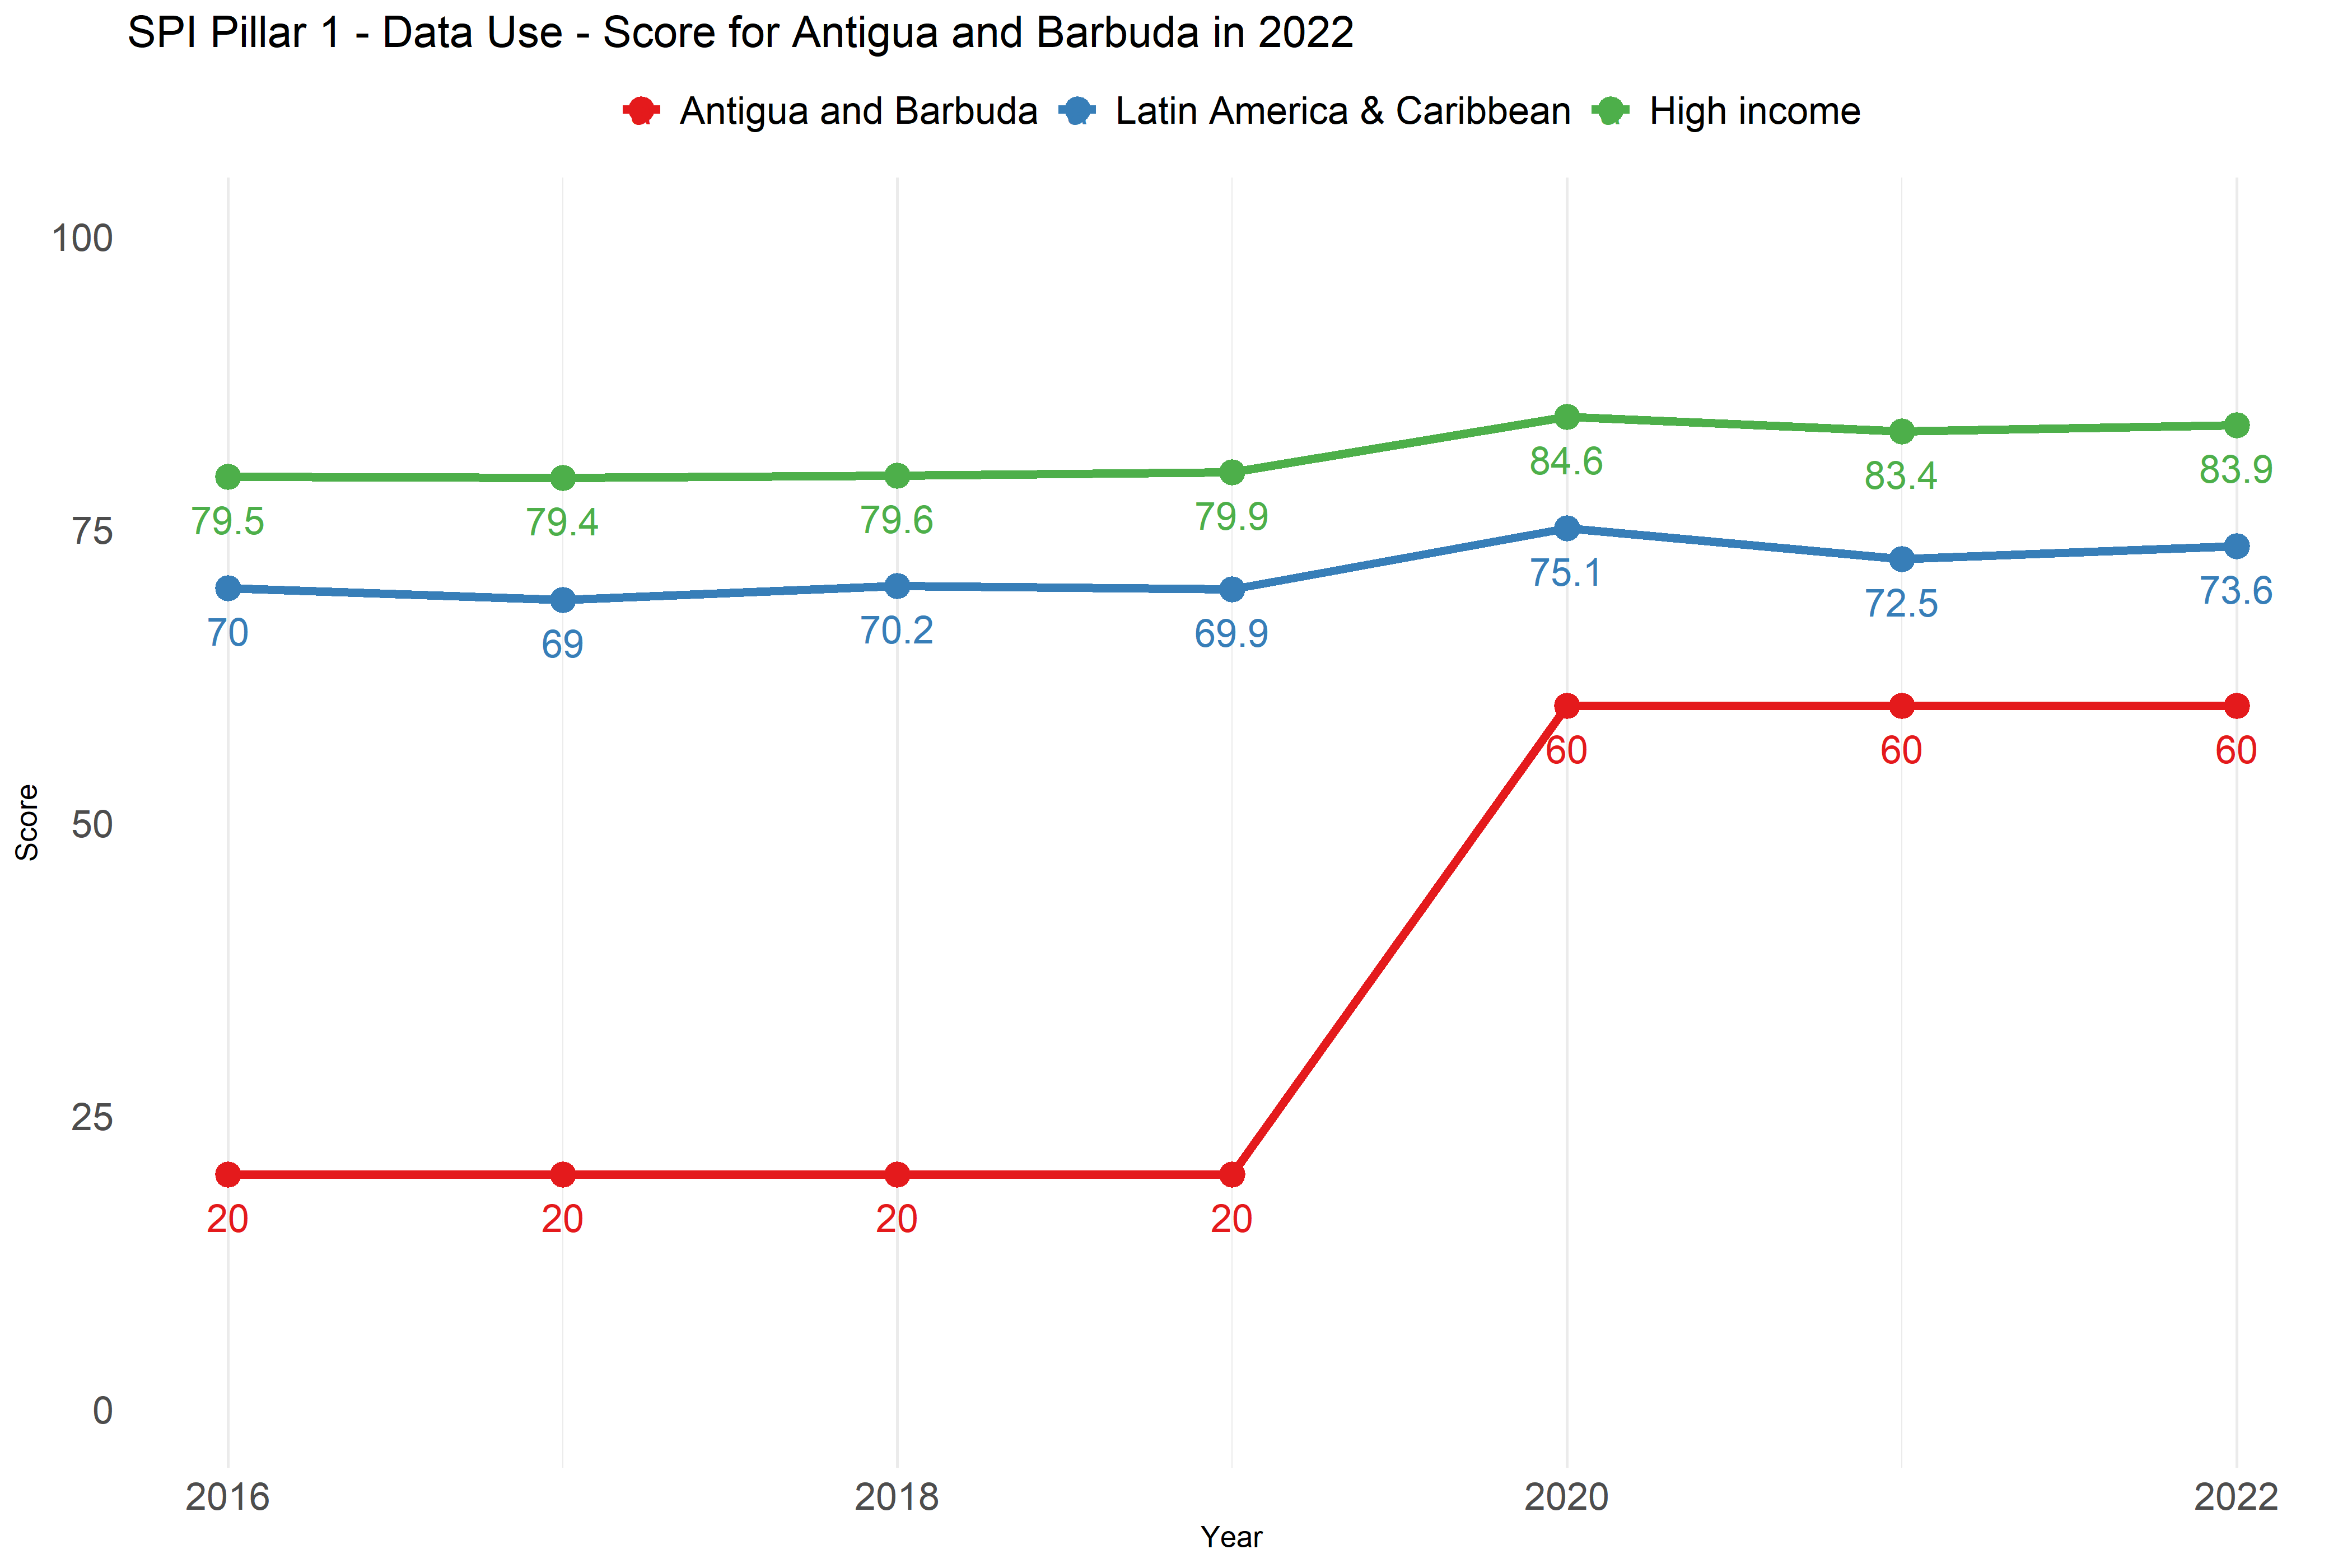 SPI Pillar 1 - Data Use - Score for Antigua and Barbuda in 2022
Antigua and Barbuda Latin America & Caribbean High income
100
75
50
25
0
Score
79.5 79.4 79.6 79.9 84.6 83.4 83.9
70 69 70.2 69.9 75.1 72.5 73.6
60 60 60
20 20 20 20
2016 2018 2020 2022
Year